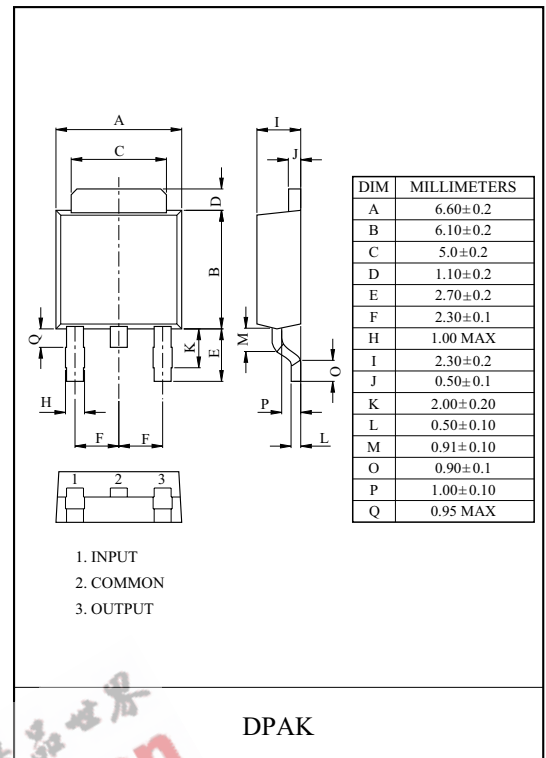 A
C
D
B
Q
K
E
H
F F
I
J
M
O
P
L
DIM MILLIMETERS
A 6.60±0.2
B 6.10±0.2
C 5.0±0.2
D 1.10±0.2
E 2.70±0.2
F 2.30±0.1
H 1.00 MAX
I 2.30±0.2
J 0.50±0.1
K 2.00±0.20
L 0.50±0.10
M 0.91±0.10
O 0.90±0.1
P 1.00±0.10
Q 0.95 MAX
1 2 3
1. INPUT
2. COMMON
3. OUTPUT
DPAK
品世界